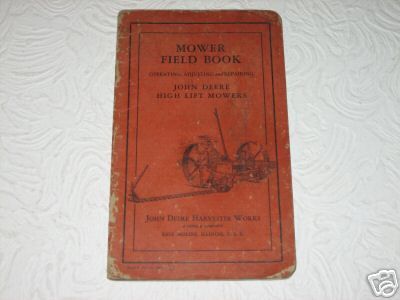 MOWER
FIELD BOOK
OPERATING, ADJUSTING and REPAIRING
JOHN DEERE
HIGH LIFT MOWERS
JOHN DEERE HARVESTER WORKS
EAST MOLINE, ILLINOIS, U. S. A.
ebY